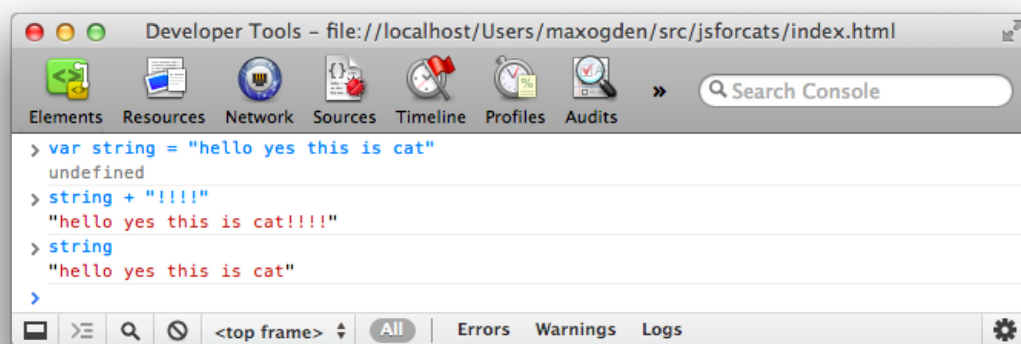 Developer Tools - file://localhost/Users/maxogden/src/jsforcats/index.html
Elements Resources Network Sources Timeline Profiles Audits » Search Console
> var string = "hello yes this is cat"
undefined
> string + "!!!!"
"hello yes this is cat!!!!"
> string
"hello yes this is cat"
>
<top frame> All Errors Warnings Logs